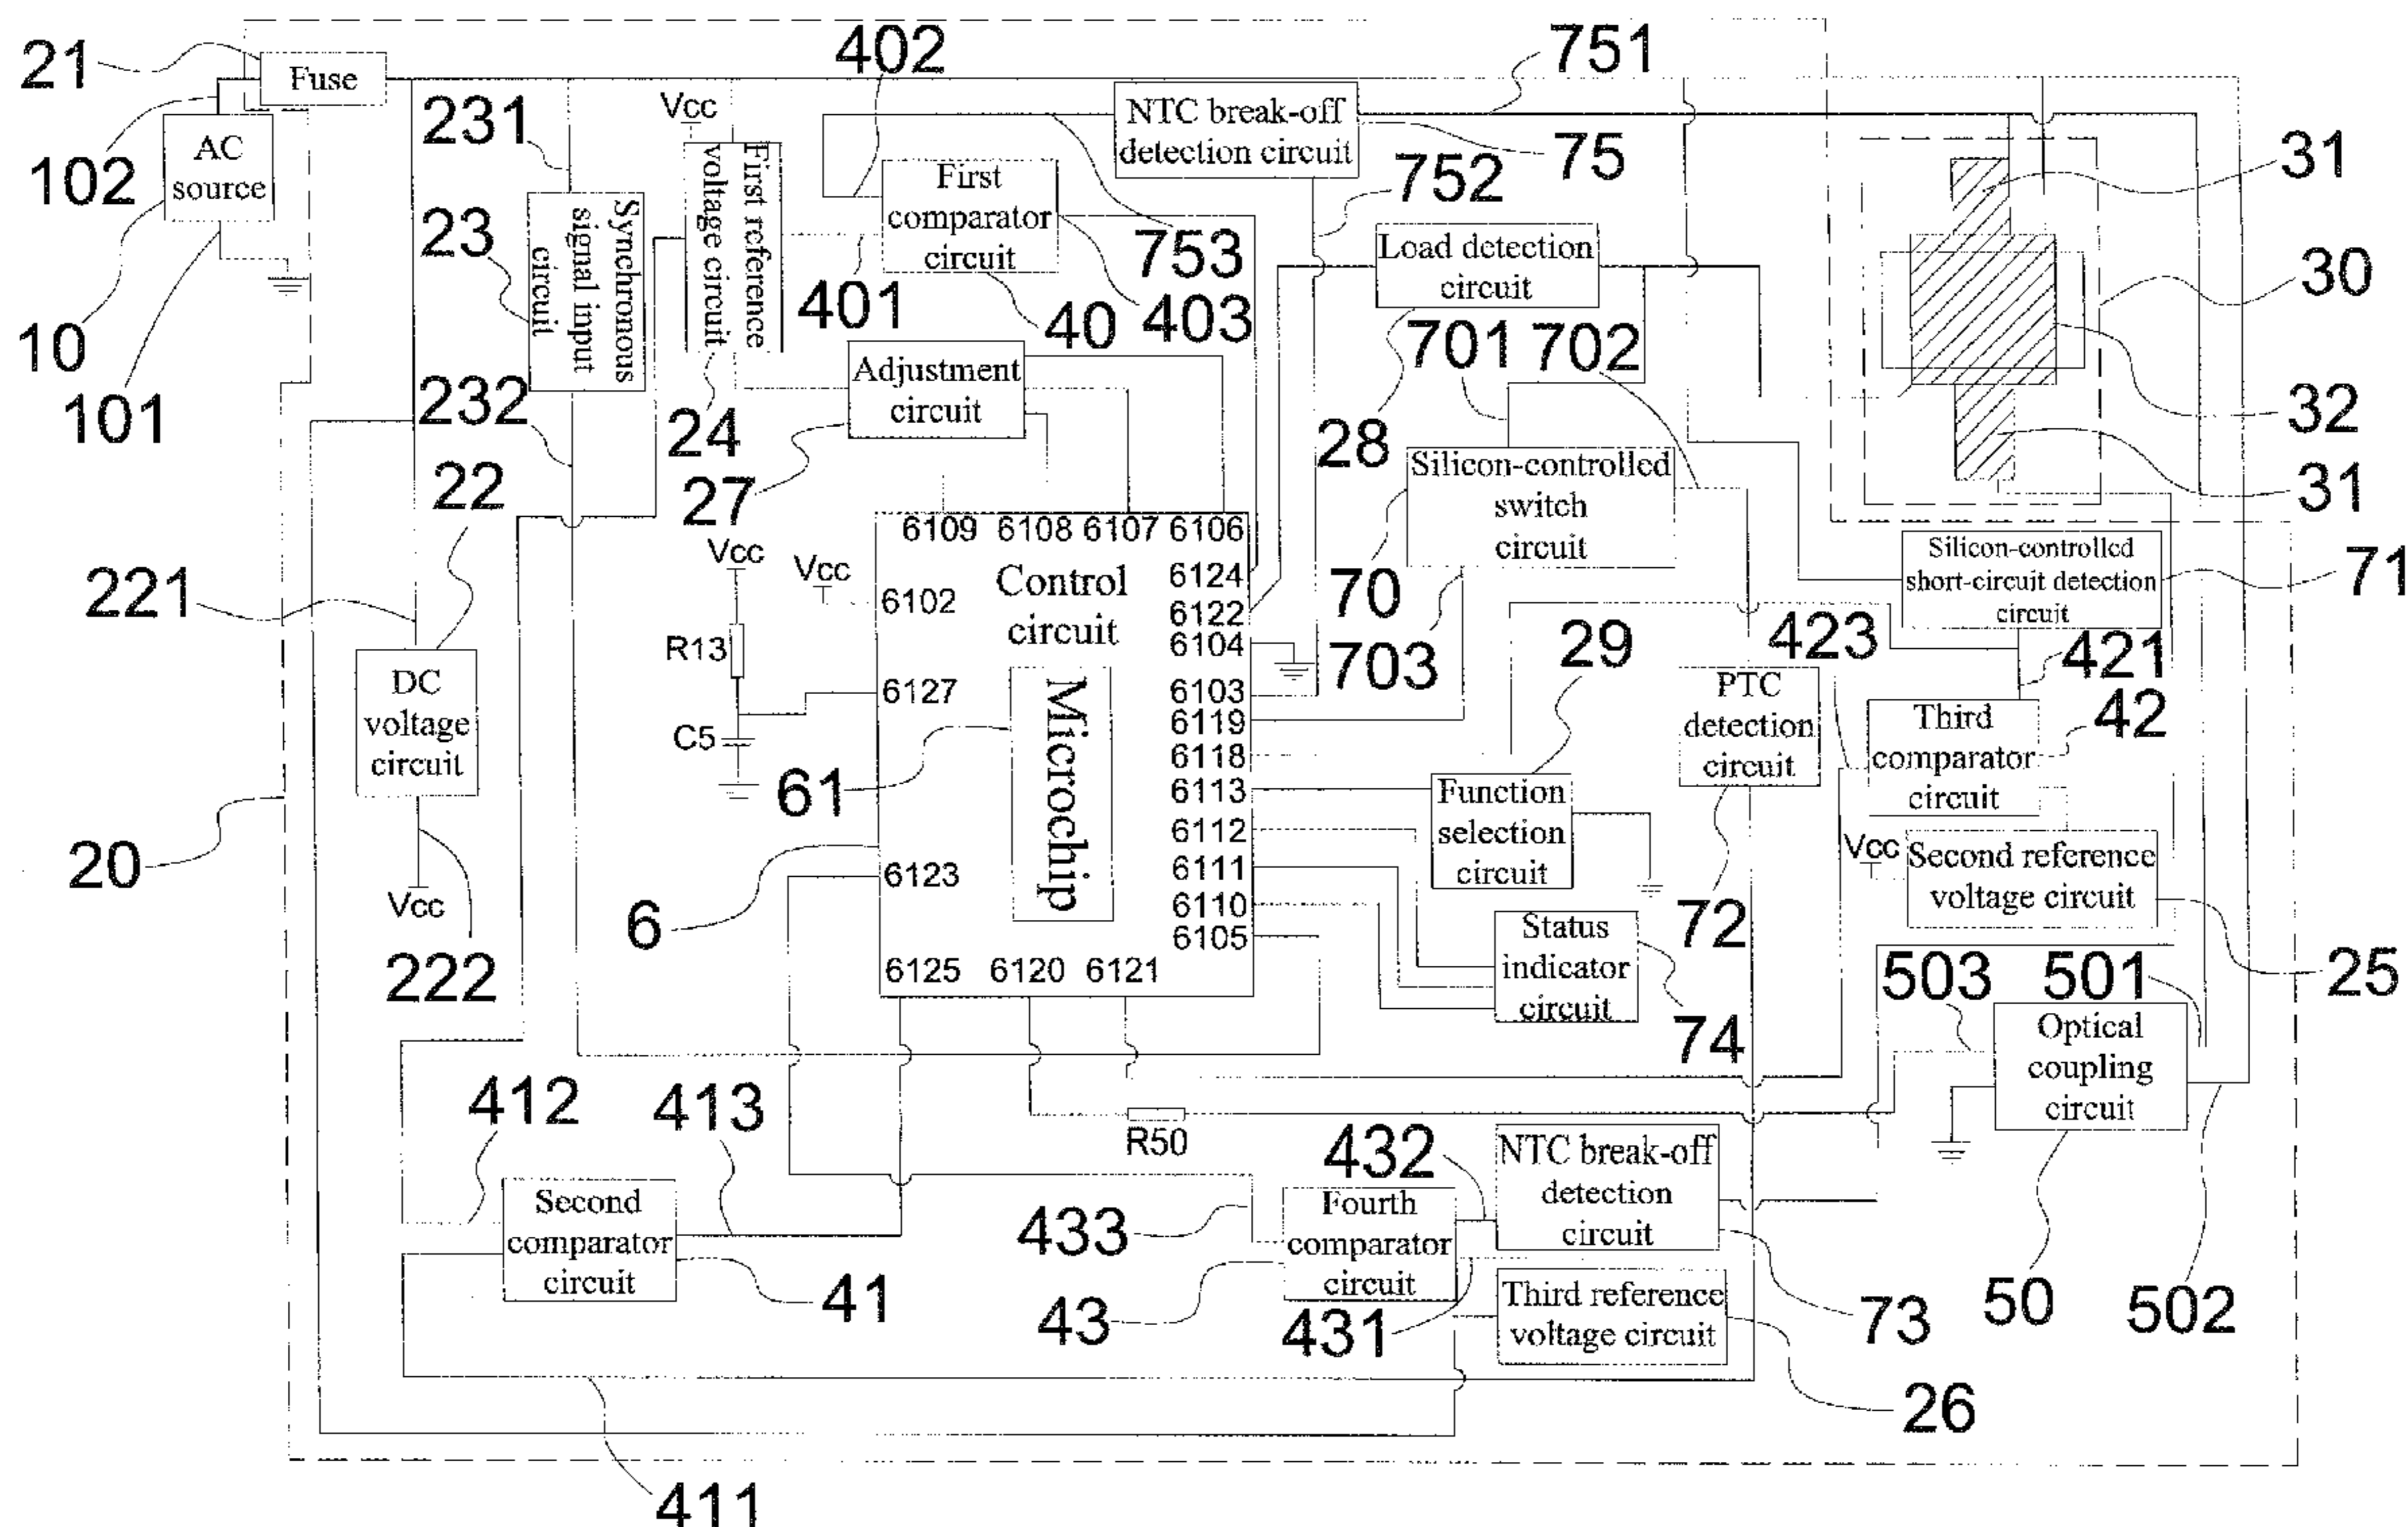 21
Fuse
402
751
102
AC
source
231
Vcc
NTC break-off
detection circuit
75
31
23
Synchronous
signal input
circuit
First reference
voltage circuit
First
comparator
circuit
752
753
Load detection
circuit
30
10
101
401
40
403
701
702
232
24
Adjustment
circuit
28
32
22
27
Silicon-controlled
switch
circuit
31
6109
6108
6107
6106
Vcc
Vcc
Control
circuit
6124
70
Silicon-controlled
short-circuit detection
circuit
71
221
6102
6122
29
423
421
R13
6104
703
DC
voltage
circuit
6127
6103
PTC
detection
circuit
Third
comparator
circuit
42
C5
6119
6118
61
Microchip
6113
Function
selection
circuit
20
6112
Vcc
Second reference
voltage circuit
6123
6111
Vcc
6
6110
72
222
6105
Status
indicator
circuit
503
501
25
6125
6120
6121
74
Optical
coupling
circuit
412
413
R50
432
NTC break-off
detection
circuit
Second
comparator
circuit
433
Fourth
comparator
circuit
41
43
431
Third reference
voltage circuit
73
50
502
26
411